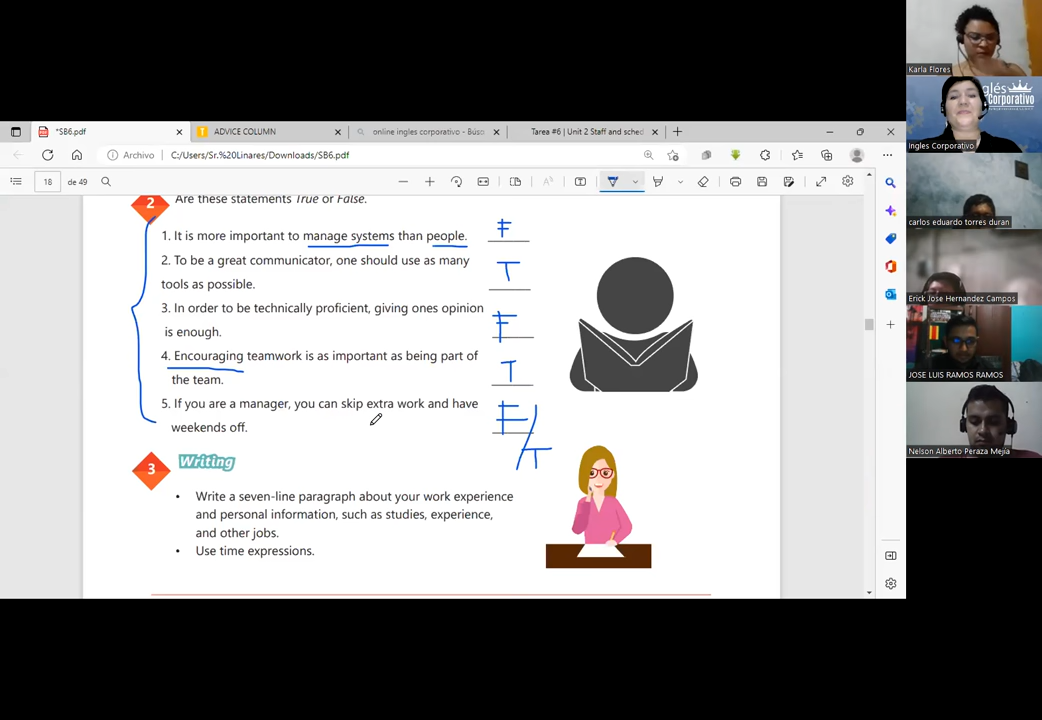 *SB6.pdf
ADVICE COLUMN
online ingles corporativo - Búso
Tarea #6 | Unit 2 Staff and sched
Archivo
C:/Users/Sr.%20Linares/Downloads/SB6.pdf
18
de 49
2
Are these statements True or False.
1. It is more important to manage systems than people.
F
2. To be a great communicator, one should use as many
tools as possible.
T
3. In order to be technically proficient, giving ones opinion
is enough.
F
4. Encouraging teamwork is as important as being part of
the team.
T
5. If you are a manager, you can skip extra work and have
weekends off.
F/T
3
Writing
• Write a seven-line paragraph about your work experience
and personal information, such as studies, experience,
and other jobs.
• Use time expressions.
Karla Flores
glés
orporativo
Ingles Corporativo
carlos eduardo torres duran
Erick Jose Hernandez Campos
JOSE LUIS RAMOS RAMOS
Nelson Alberto Peraza Mejia